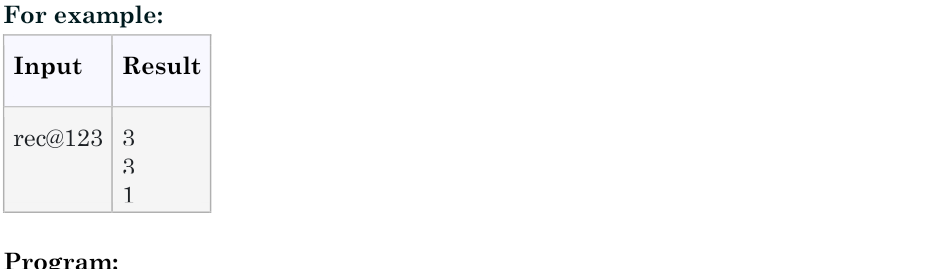 For example:
Input Result
rec@123 3
3
1
Program: